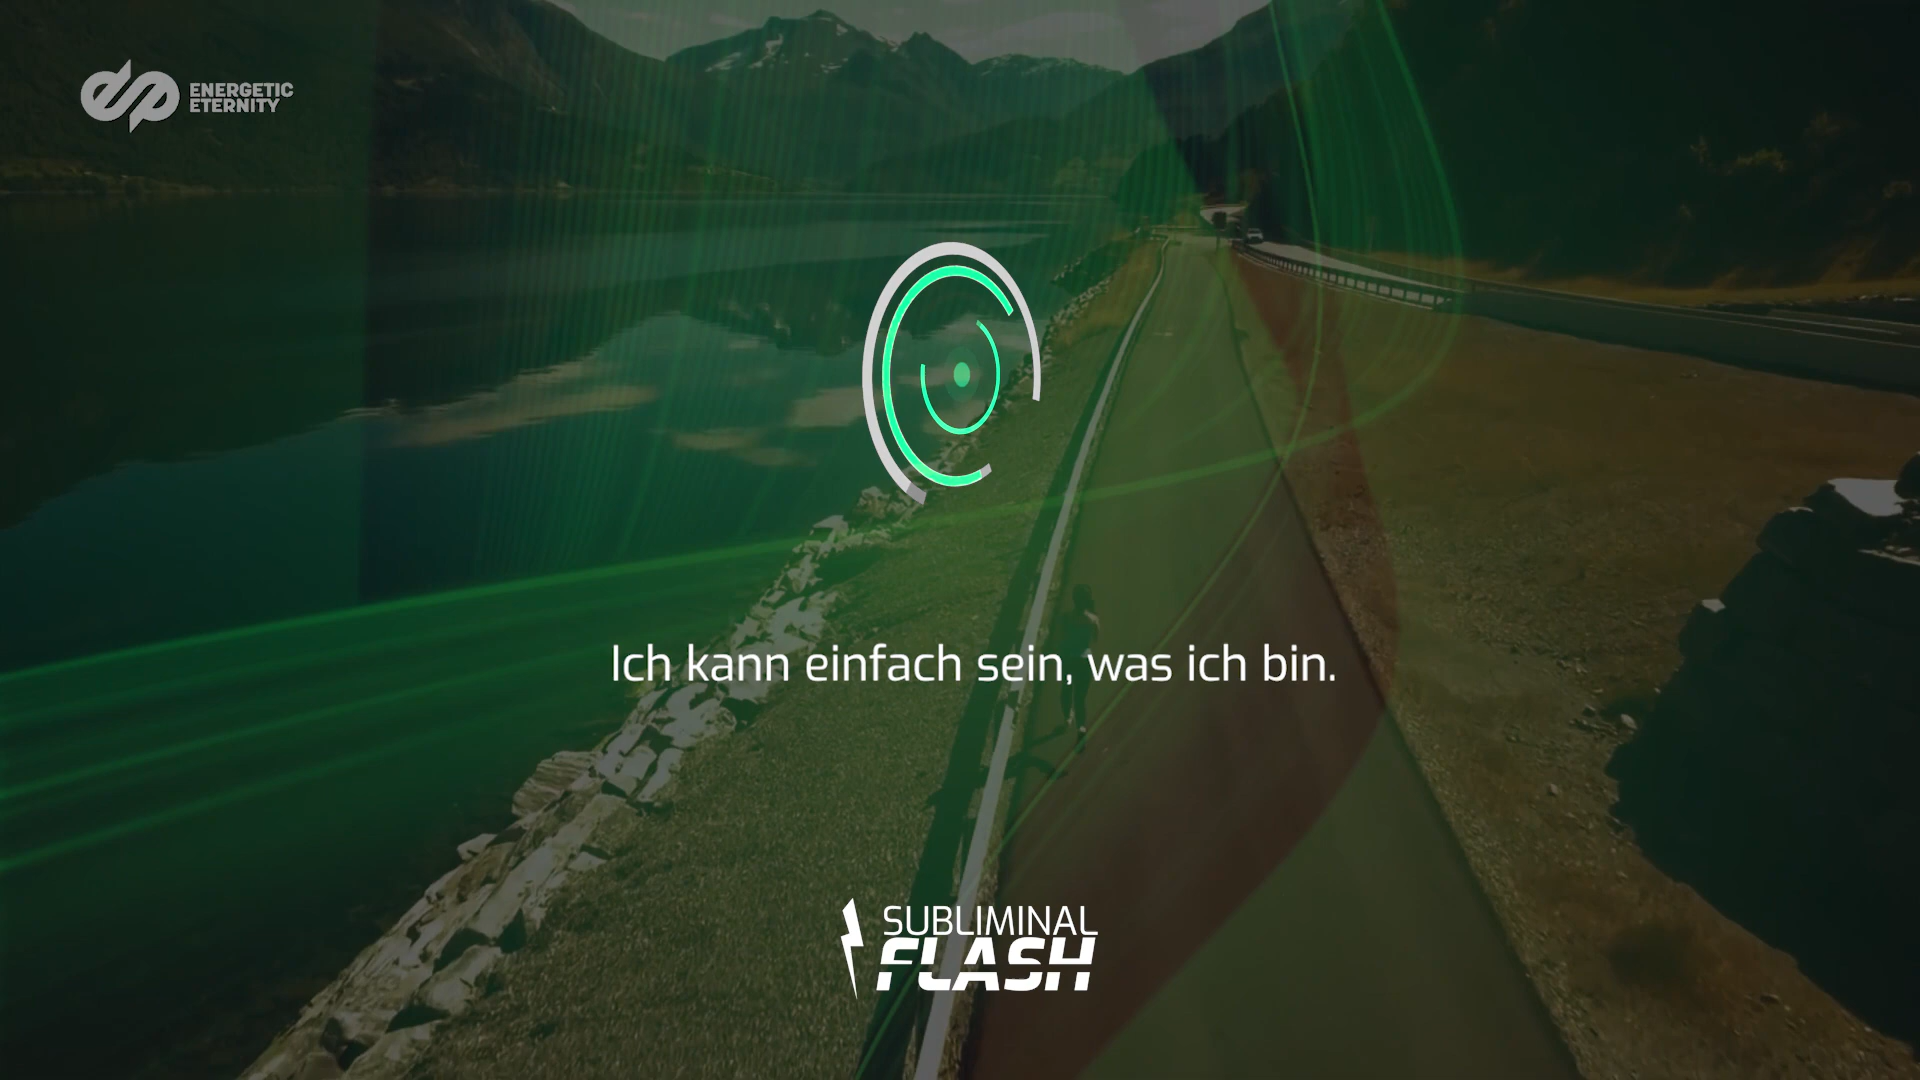 ENERGETIC
ETERNITY
Ich kann einfach sein, was ich bin.
SUBLIMINAL
FLASH